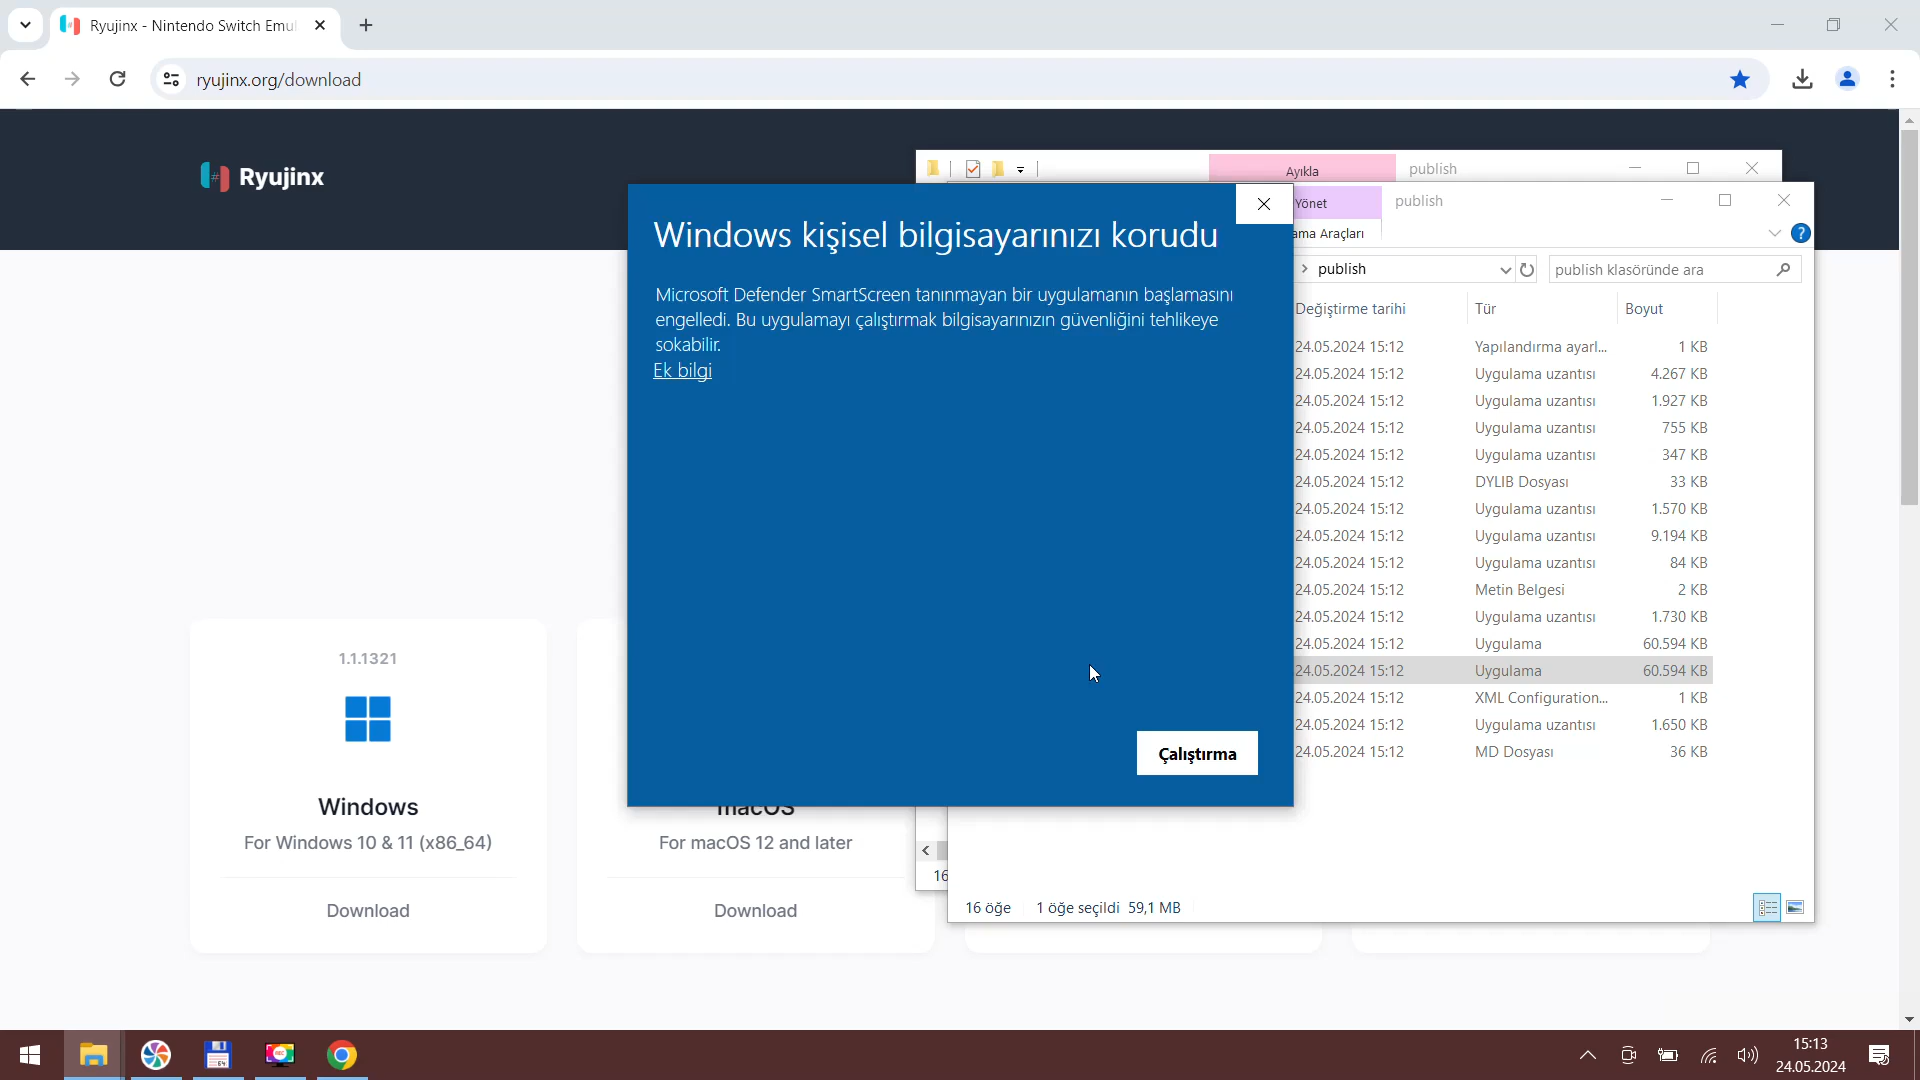 Ryujinx - Nintendo Switch Emul
ryujinx.org/download
Ryujinx
Ayıkla
publish
Yönet
publish
ama Araçları
publish
publish klasöründe ara
Windows kişisel bilgisayarınızı korudu
Microsoft Defender SmartScreen tanınmayan bir uygulamanın başlamasını
engelledi. Bu uygulamayı çalıştırmak bilgisayarınızın güvenliğini tehlikeye
sokabilir.
Ek bilgi
Çalıştırma
Değiştirme tarihi Tür Boyut
24.05.2024 15:12 Yapılandırma ayarl... 1 KB
24.05.2024 15:12 Uygulama uzantısı 4.267 KB
24.05.2024 15:12 Uygulama uzantısı 1.927 KB
24.05.2024 15:12 Uygulama uzantısı 755 KB
24.05.2024 15:12 Uygulama uzantısı 347 KB
24.05.2024 15:12 DYLIB Dosyası 33 KB
24.05.2024 15:12 Uygulama uzantısı 1.570 KB
24.05.2024 15:12 Uygulama uzantısı 9.194 KB
24.05.2024 15:12 Uygulama uzantısı 84 KB
24.05.2024 15:12 Metin Belgesi 2 KB
24.05.2024 15:12 Uygulama uzantısı 1.730 KB
24.05.2024 15:12 Uygulama 60.594 KB
24.05.2024 15:12 Uygulama 60.594 KB
24.05.2024 15:12 XML Configuration... 1 KB
24.05.2024 15:12 Uygulama uzantısı 1.650 KB
24.05.2024 15:12 MD Dosyası 36 KB
16
16 öğe 1 öğe seçildi 59,1 MB
1.1.1321
Windows
For Windows 10 & 11 (x86_64)
Download
macOS
For macOS 12 and later
Download
15:13
24.05.2024